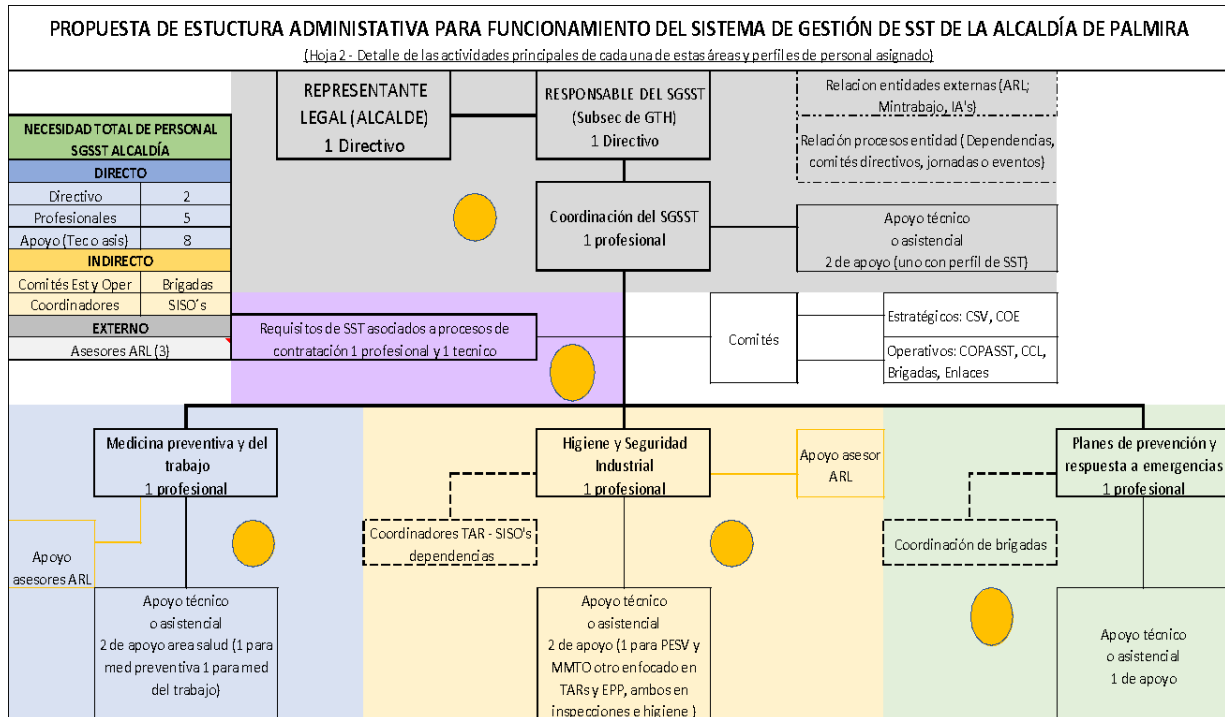 PROPUESTA DE ESTUCTURA ADMINISTATIVA PARA FUNCIONAMIENTO DEL SISTEMA DE GESTIÓN DE SST DE LA ALCALDÍA DE PALMIRA
(Hoja 2 - Detalle de las actividades principales de cada una de estas áreas y perfiles de personal asignado)
REPRESENTANTE
LEGAL (ALCALDE)
1 Directivo
RESPONSABLE DEL SGSST
(Subsec de GTH)
1 Directivo
Relacion entidades externas (ARL;
Mintrabajo, IA's)
Relación procesos entidad (Dependencias,
comités directivos, jornadas o eventos)
NECESIDAD TOTAL DE PERSONAL
SGSST ALCALDÍA
DIRECTO
Directivo 2
Profesionales 5
Apoyo (Tec o asis) 8
INDIRECTO
Comités Est y Oper Brigadas
Coordinadores SISO´s
EXTERNO
Asesores ARL (3)
Coordinación del SGSST
1 profesional
Apoyo técnico
o asistencial
2 de apoyo (uno con perfil de SST)
Requisitos de SST asociados a procesos de
contratación 1 profesional y 1 tecnico
Comités
Estratégicos: CSV, COE
Operativos: COPASST, CCL,
Brigadas, Enlaces
Medicina preventiva y del
trabajo
1 profesional
Higiene y Seguridad
Industrial
1 profesional
Apoyo asesor
ARL
Planes de prevención y
respuesta a emergencias
1 profesional
Apoyo
asesores ARL
Coordinadores TAR - SISO's
dependencias
Coordinación de brigadas
Apoyo técnico
o asistencial
2 de apoyo area salud (1 para
med preventiva 1 para med
del trabajo)
Apoyo técnico
o asistencial
2 de apoyo (1 para PESV y
MMTO otro enfocado en
TARs y EPP, ambos en
inspecciones e higiene )
Apoyo técnico
o asistencial
1 de apoyo